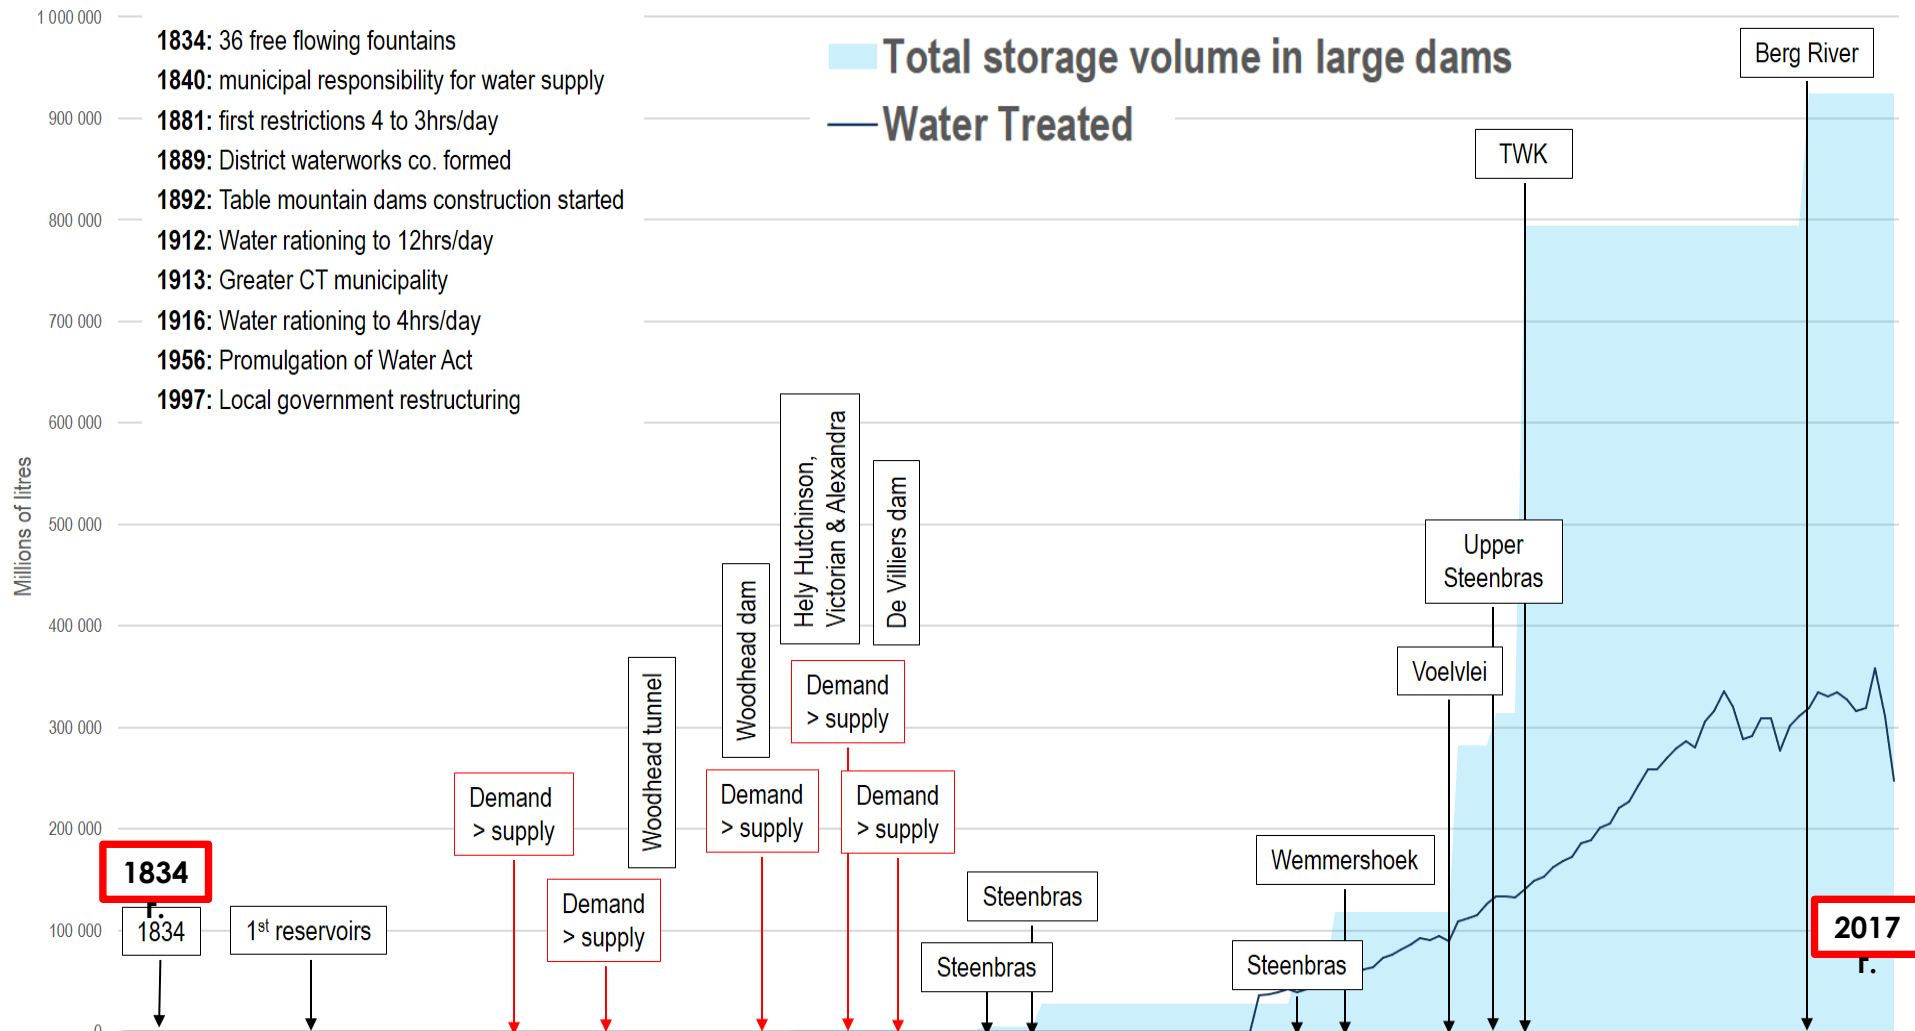 1 000 000
900 000
800 000
700 000
600 000
500 000
400 000
300 000
200 000
100 000
0
Millions of litres
1834: 36 free flowing fountains
1840: municipal responsibility for water supply
1881: first restrictions 4 to 3hrs/day
1889: District waterworks co. formed
1892: Table mountain dams construction started
1912: Water rationing to 12hrs/day
1913: Greater CT municipality
1916: Water rationing to 4hrs/day
1956: Promulgation of Water Act
1997: Local government restructuring
Total storage volume in large dams
Water Treated
1834
г.
1834
1st reservoirs
Demand
> supply
Demand
> supply
Woodhead tunnel
Woodhead dam
Demand
> supply
Hely Hutchinson,
Victorian & Alexandra
Demand
> supply
De Villiers dam
Demand
> supply
Steenbras
Steenbras
Steenbras
Wemmershoek
Voelvlei
Upper
Steenbras
TWK
Berg River
2017
г.